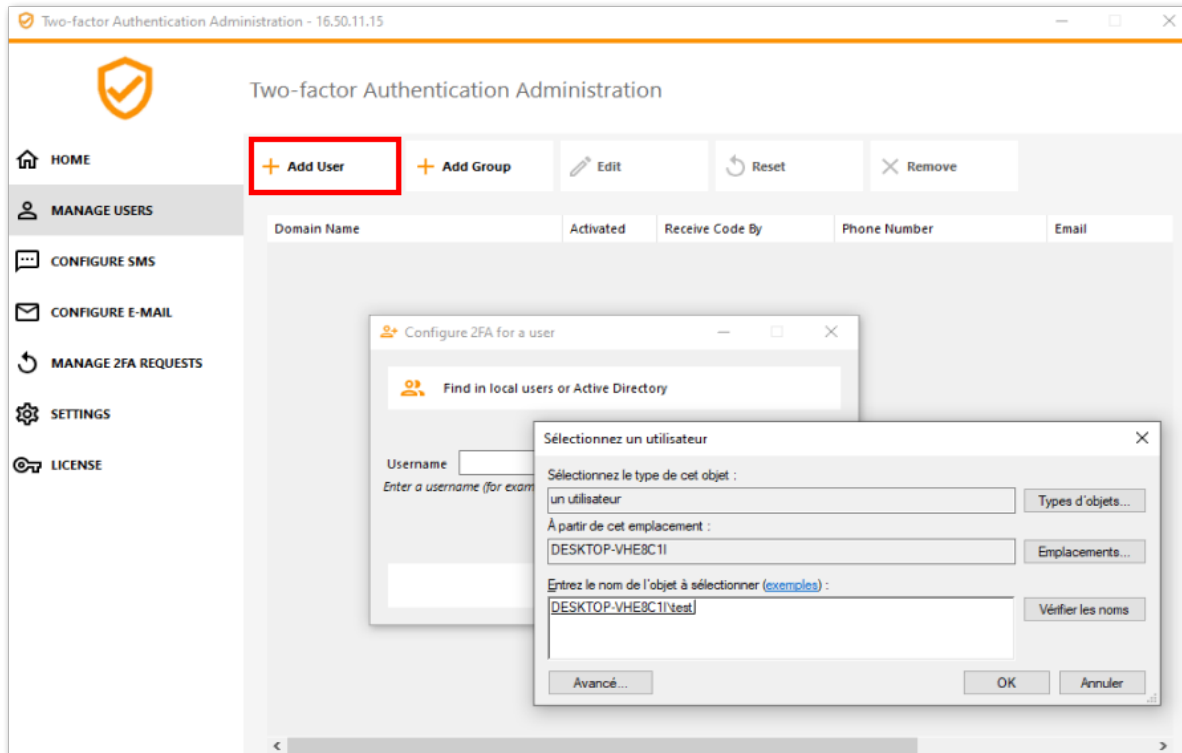 Two-factor Authentication Administration - 16.50.11.15
Two-factor Authentication Administration
HOME
MANAGE USERS
CONFIGURE SMS
CONFIGURE E-MAIL
MANAGE 2FA REQUESTS
SETTINGS
LICENSE
Add User Add Group Edit Reset Remove
Domain Name Activated Receive Code By Phone Number Email
Configure 2FA for a user
Find in local users or Active Directory
Username
Enter a username (for exam
Sélectionnez un utilisateur
Sélectionnez le type de cet objet :
un utilisateur Types d'objets...
À partir de cet emplacement :
DESKTOP-VHE8C1I Emplacements...
Entrez le nom de l'objet à sélectionner (exemples) :
DESKTOP-VHE8C1I\test Vérifier les noms
Avancé... OK Annuler